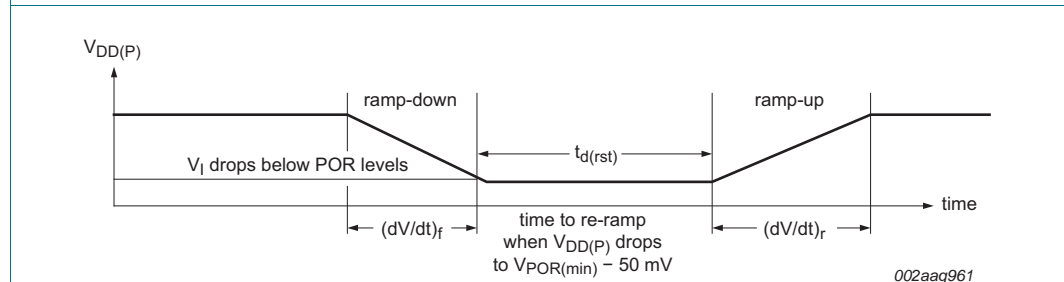 VDD(P)
ramp-down
ramp-up
td(rst)
VI drops below POR levels
time
(dV/dt)f
time to re-ramp
when VDD(P) drops
to VPOR(min) − 50 mV
(dV/dt)r
002aag961